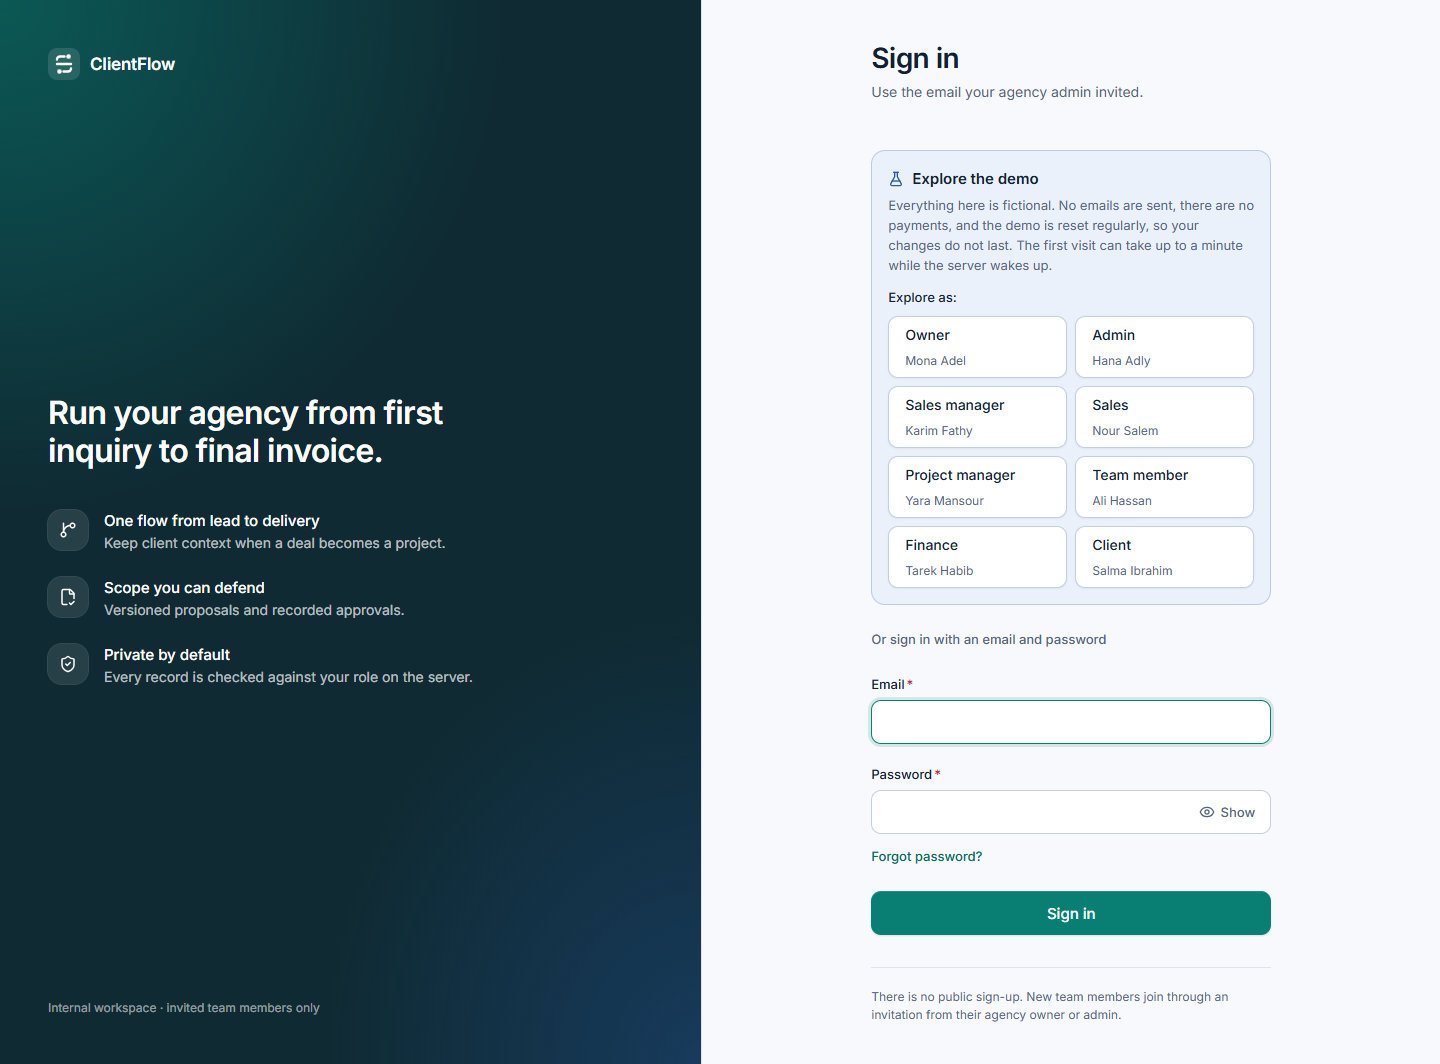 ClientFlow
Run your agency from first
inquiry to final invoice.
One flow from lead to delivery
Keep client context when a deal becomes a project.
Scope you can defend
Versioned proposals and recorded approvals.
Private by default
Every record is checked against your role on the server.
Internal workspace · invited team members only
Sign in
Use the email your agency admin invited.
Explore the demo
Everything here is fictional. No emails are sent, there are no
payments, and the demo is reset regularly, so your
changes do not last. The first visit can take up to a minute
while the server wakes up.
Explore as:
Owner
Mona Adel
Admin
Hana Adly
Sales manager
Karim Fathy
Sales
Nour Salem
Project manager
Yara Mansour
Team member
Ali Hassan
Finance
Tarek Habib
Client
Salma Ibrahim
Or sign in with an email and password
Email *
Password *
Show
Forgot password?
Sign in
There is no public sign-up. New team members join through an
invitation from their agency owner or admin.